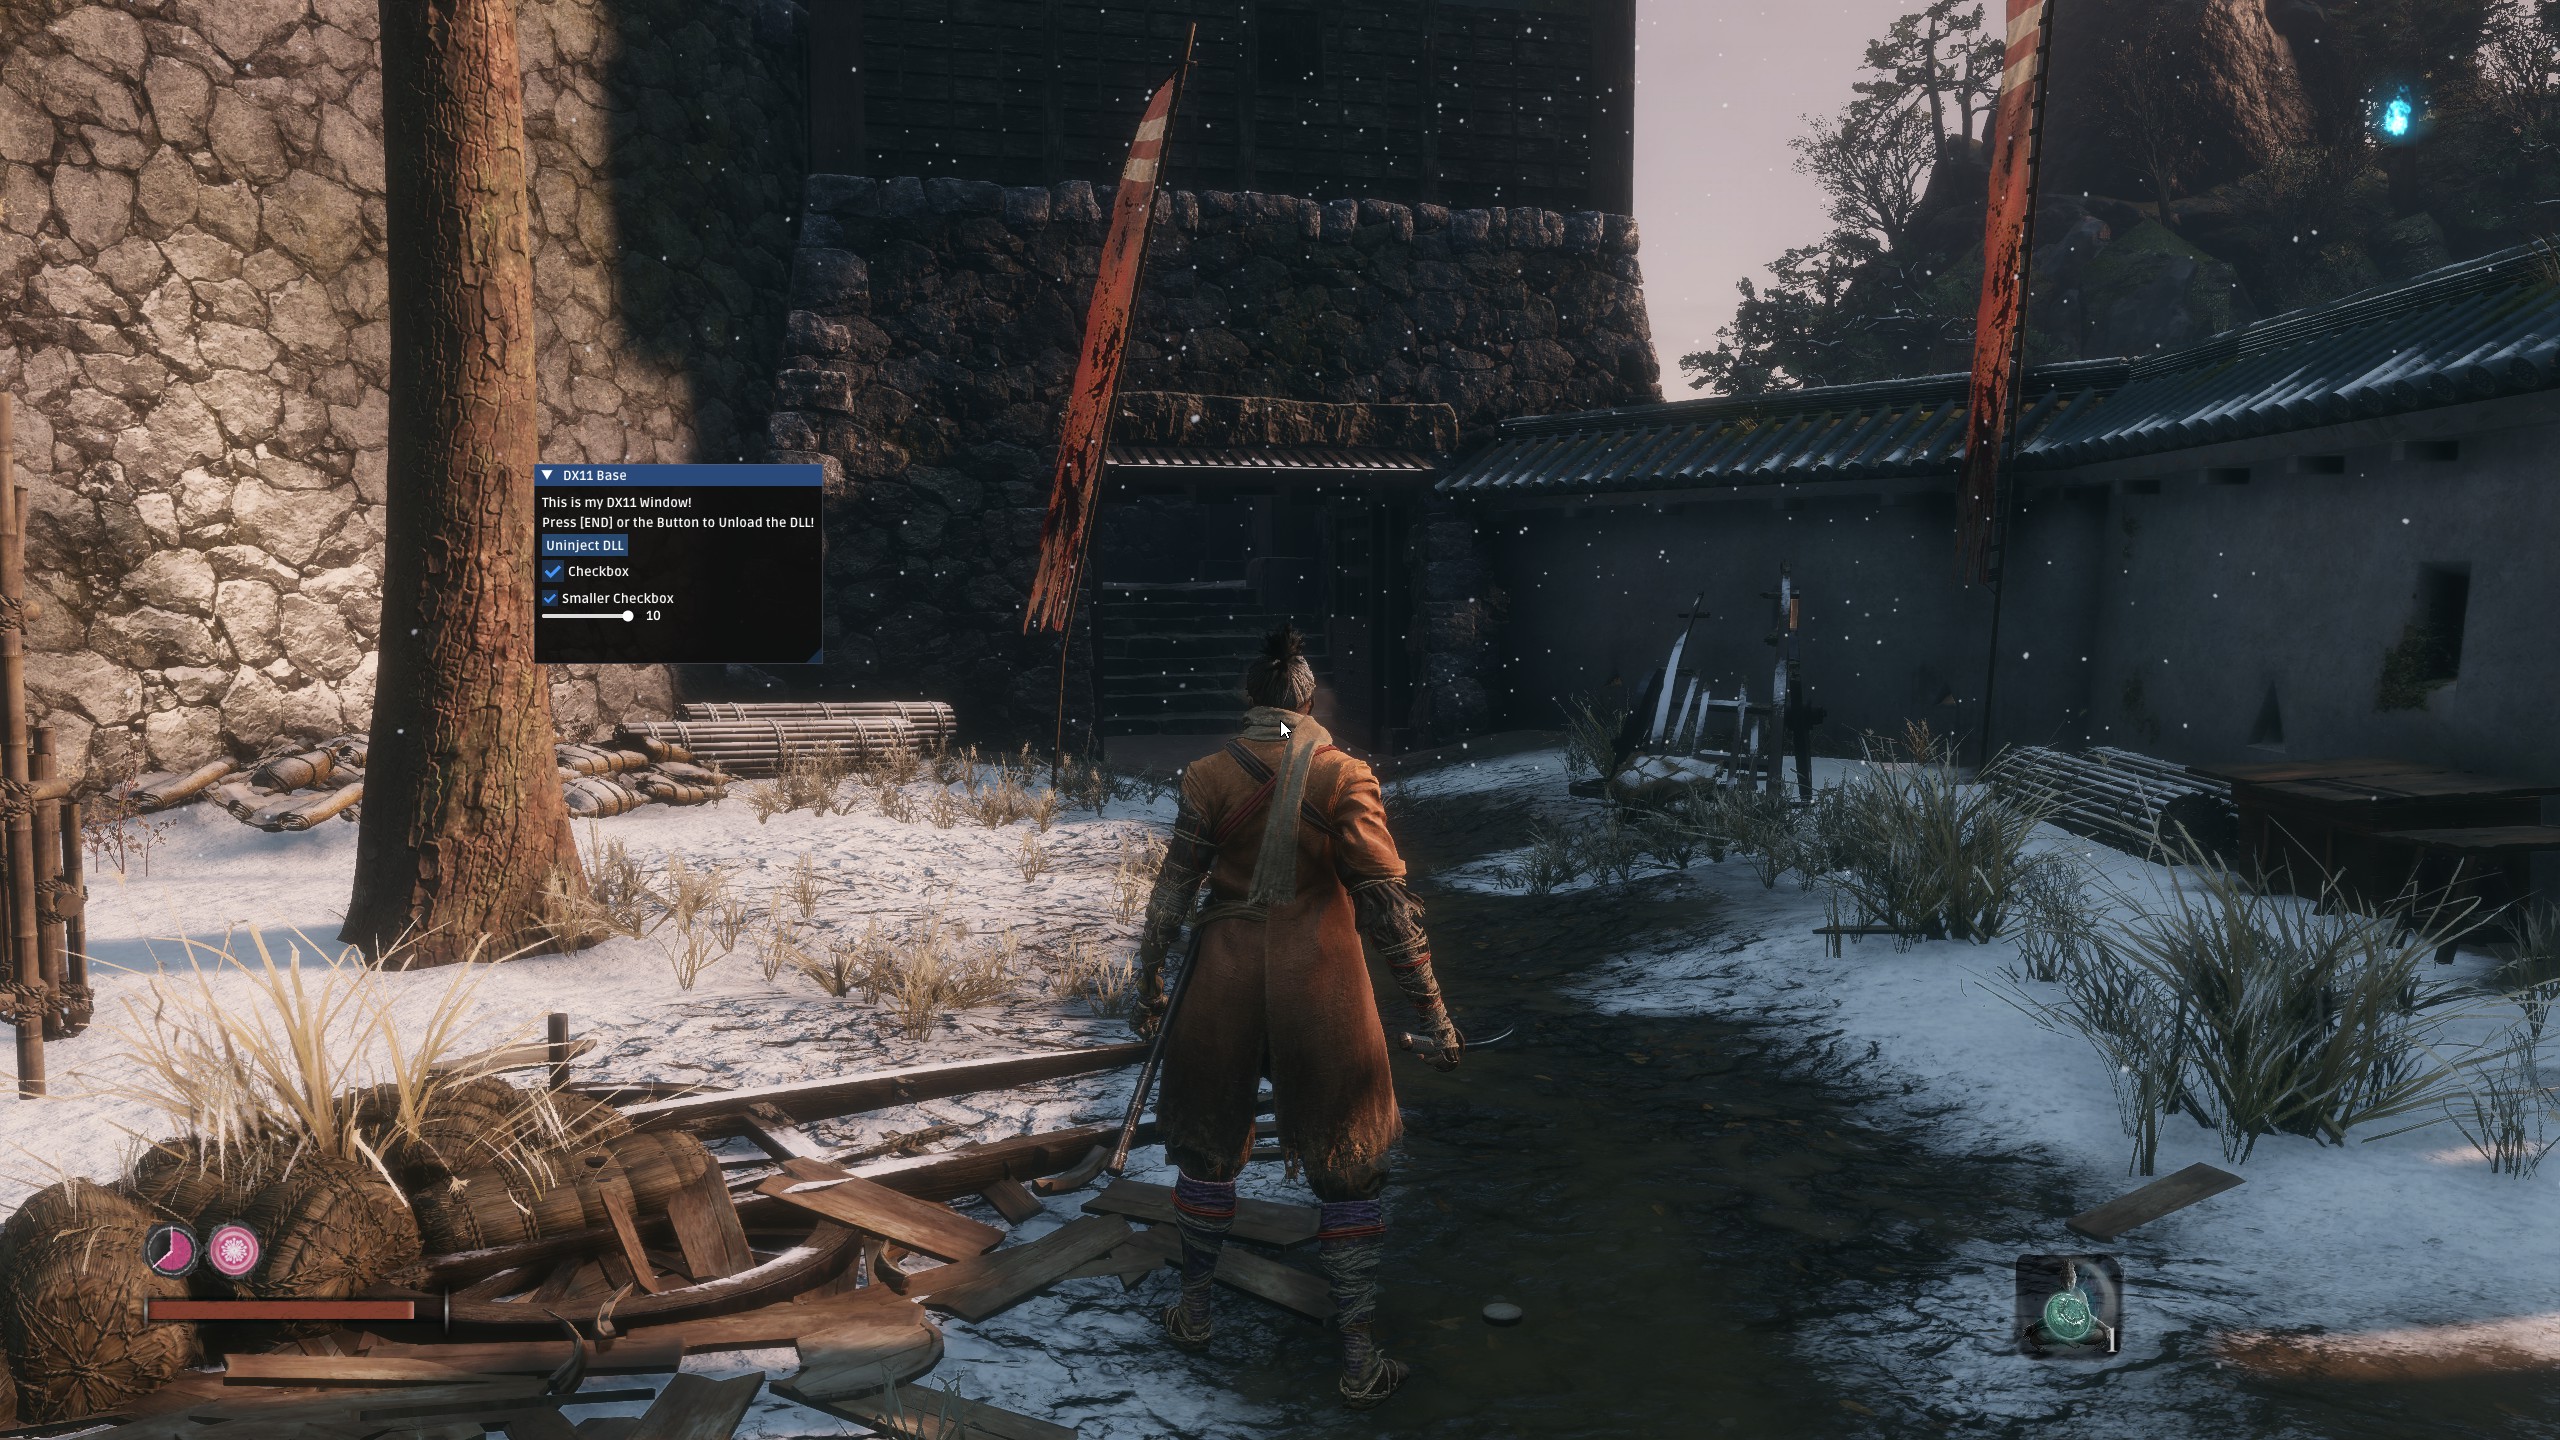 DX11 Base
This is my DX11 Window!
Press [END] or the Button to Unload the DLL!
Uninject DLL
Checkbox
Smaller Checkbox
10
1